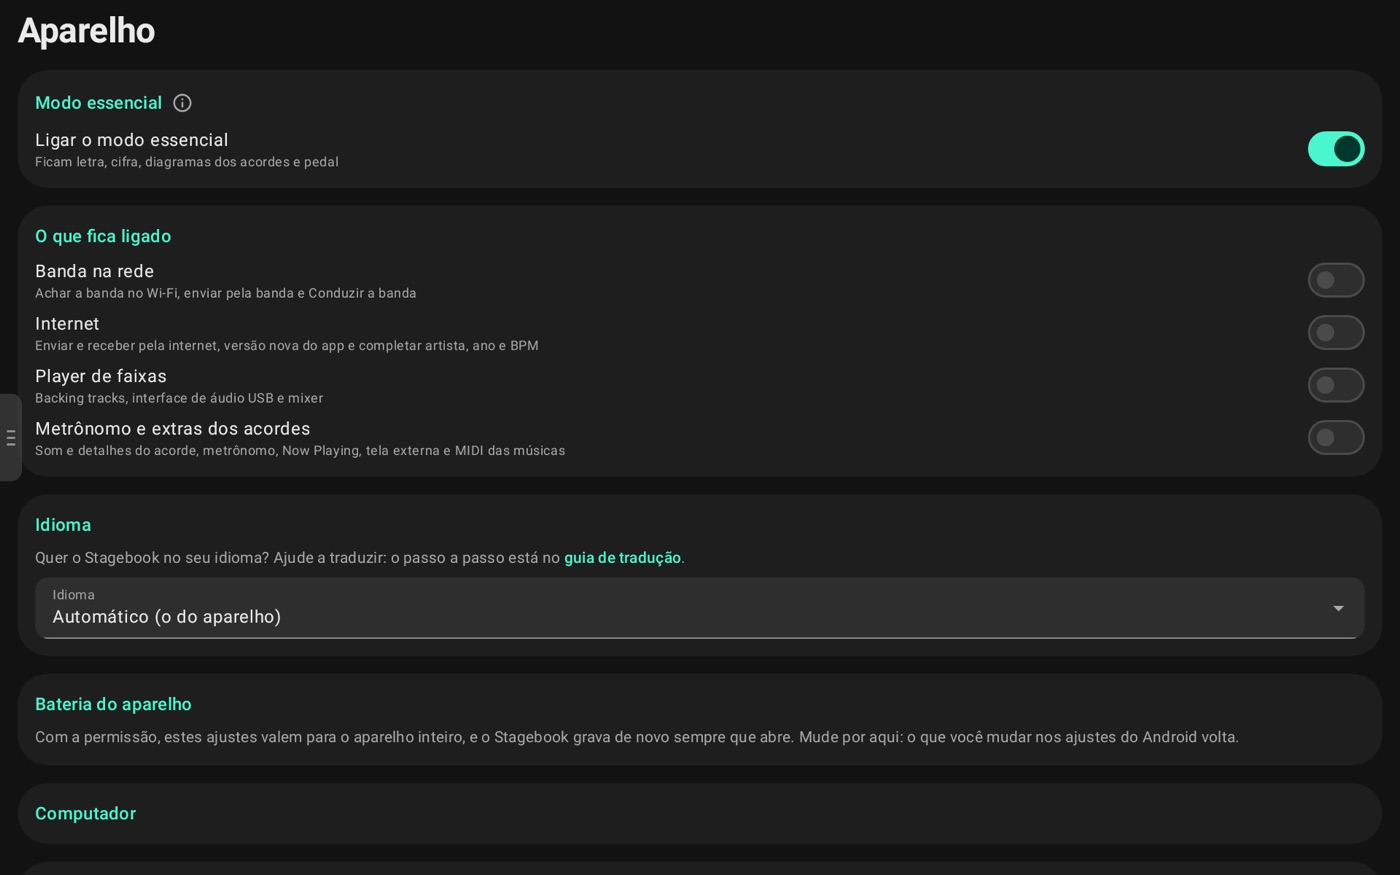 Aparelho
Modo essencial
Ligar o modo essencial
Ficam letra, cifra, diagramas dos acordes e pedal
O que fica ligado
Banda na rede
Achar a banda no Wi-Fi, enviar pela banda e Conduzir a banda
Internet
Enviar e receber pela internet, versão nova do app e completar artista, ano e BPM
Player de faixas
Backing tracks, interface de áudio USB e mixer
Metrônomo e extras dos acordes
Som e detalhes do acorde, metrônomo, Now Playing, tela externa e MIDI das músicas
Idioma
Quer o Stagebook no seu idioma? Ajude a traduzir: o passo a passo está no guia de tradução.
Idioma
Automático (o do aparelho)
Bateria do aparelho
Com a permissão, estes ajustes valem para o aparelho inteiro, e o Stagebook grava de novo sempre que abre. Mude por aqui: o que você mudar nos ajustes do Android volta.
Computador